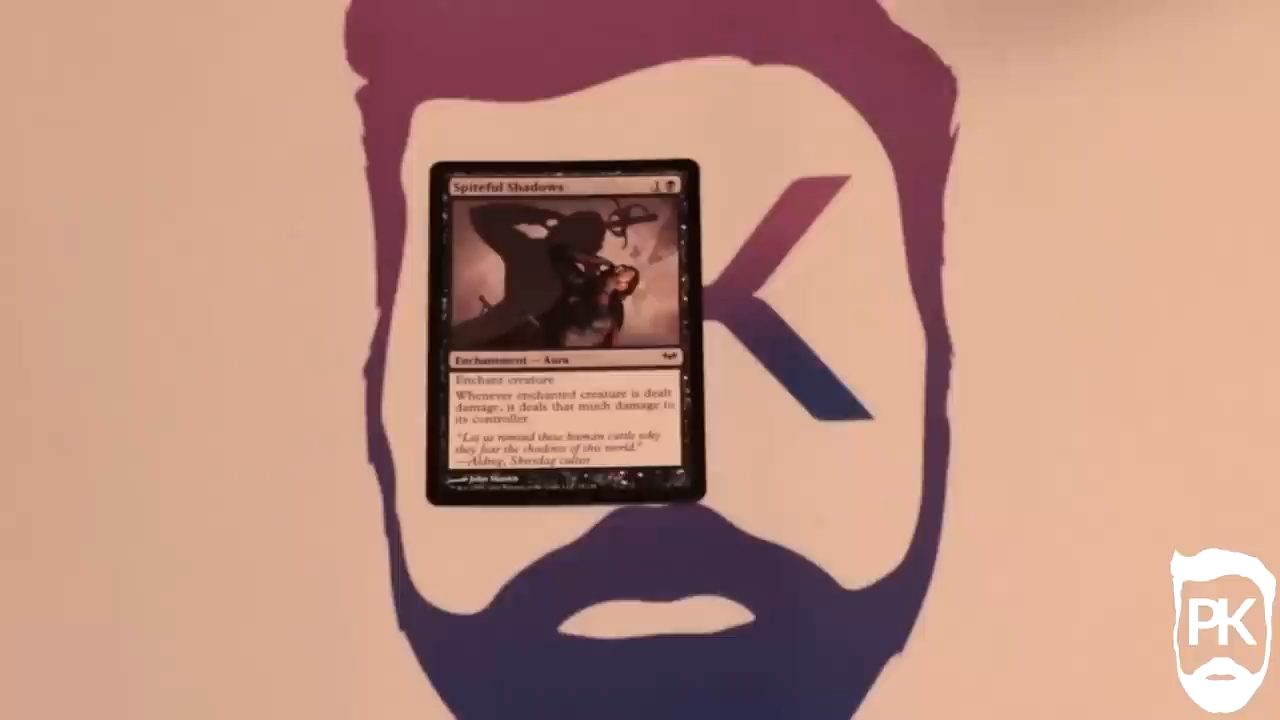 Spiteful Shadows 1
Enchantment — Aura
Enchant creature
Whenever enchanted creature is dealt
damage, it deals that much damage to
its controller.
"Let us remind these human cattle why
they fear the shadows of this world."
—Aldreg, Skirsdag cultist
K
PK